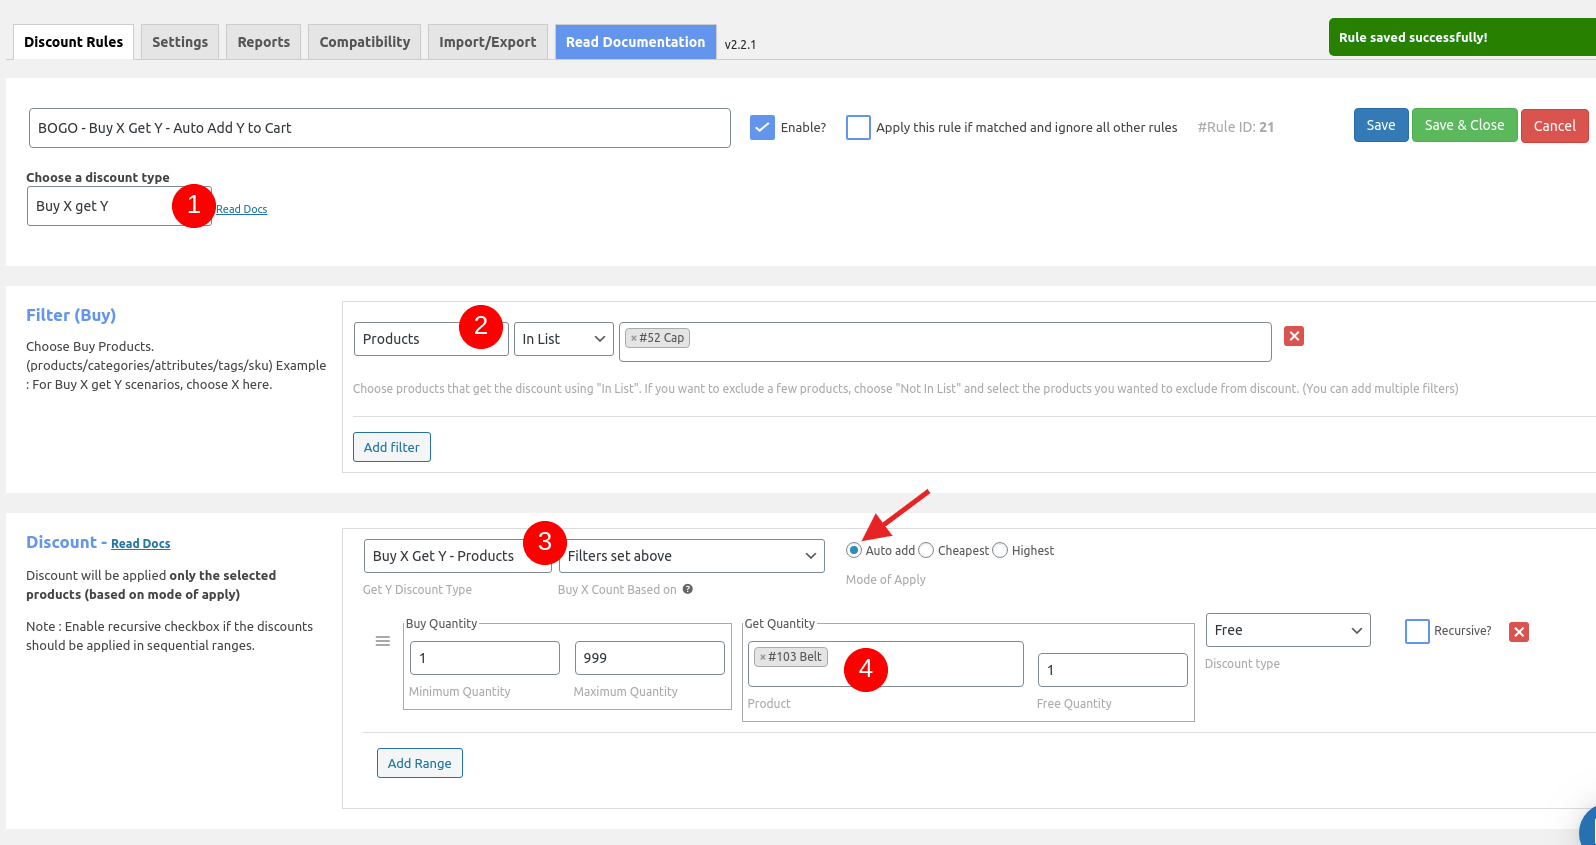 Discount Rules Settings Reports Compatibility Import/Export Read Documentation v2.2.1
Rule saved successfully!
BOGO - Buy X Get Y - Auto Add Y to Cart
Enable? Apply this rule if matched and ignore all other rules #Rule ID: 21
Save Save & Close Cancel
Choose a discount type
Buy X get Y 1 Read Docs
Filter (Buy)
Choose Buy Products.
(products/categories/attributes/tags/sku) Example
: For Buy X get Y scenarios, choose X here.
Products 2 In List ×#52 Cap
Choose products that get the discount using "In List". If you want to exclude a few products, choose "Not In List" and select the products you wanted to exclude from discount. (You can add multiple filters)
Add filter
Discount - Read Docs
Discount will be applied only the selected
products (based on mode of apply)
Note : Enable recursive checkbox if the discounts
should be applied in sequential ranges.
Buy X Get Y - Products 3 Filters set above
Get Y Discount Type Buy X Count Based on ?
Auto add Cheapest Highest
Mode of Apply
Buy Quantity
1 999
Minimum Quantity Maximum Quantity
Get Quantity
×#103 Belt 4 1
Product Free Quantity
Free
Discount type
Recursive?
Add Range